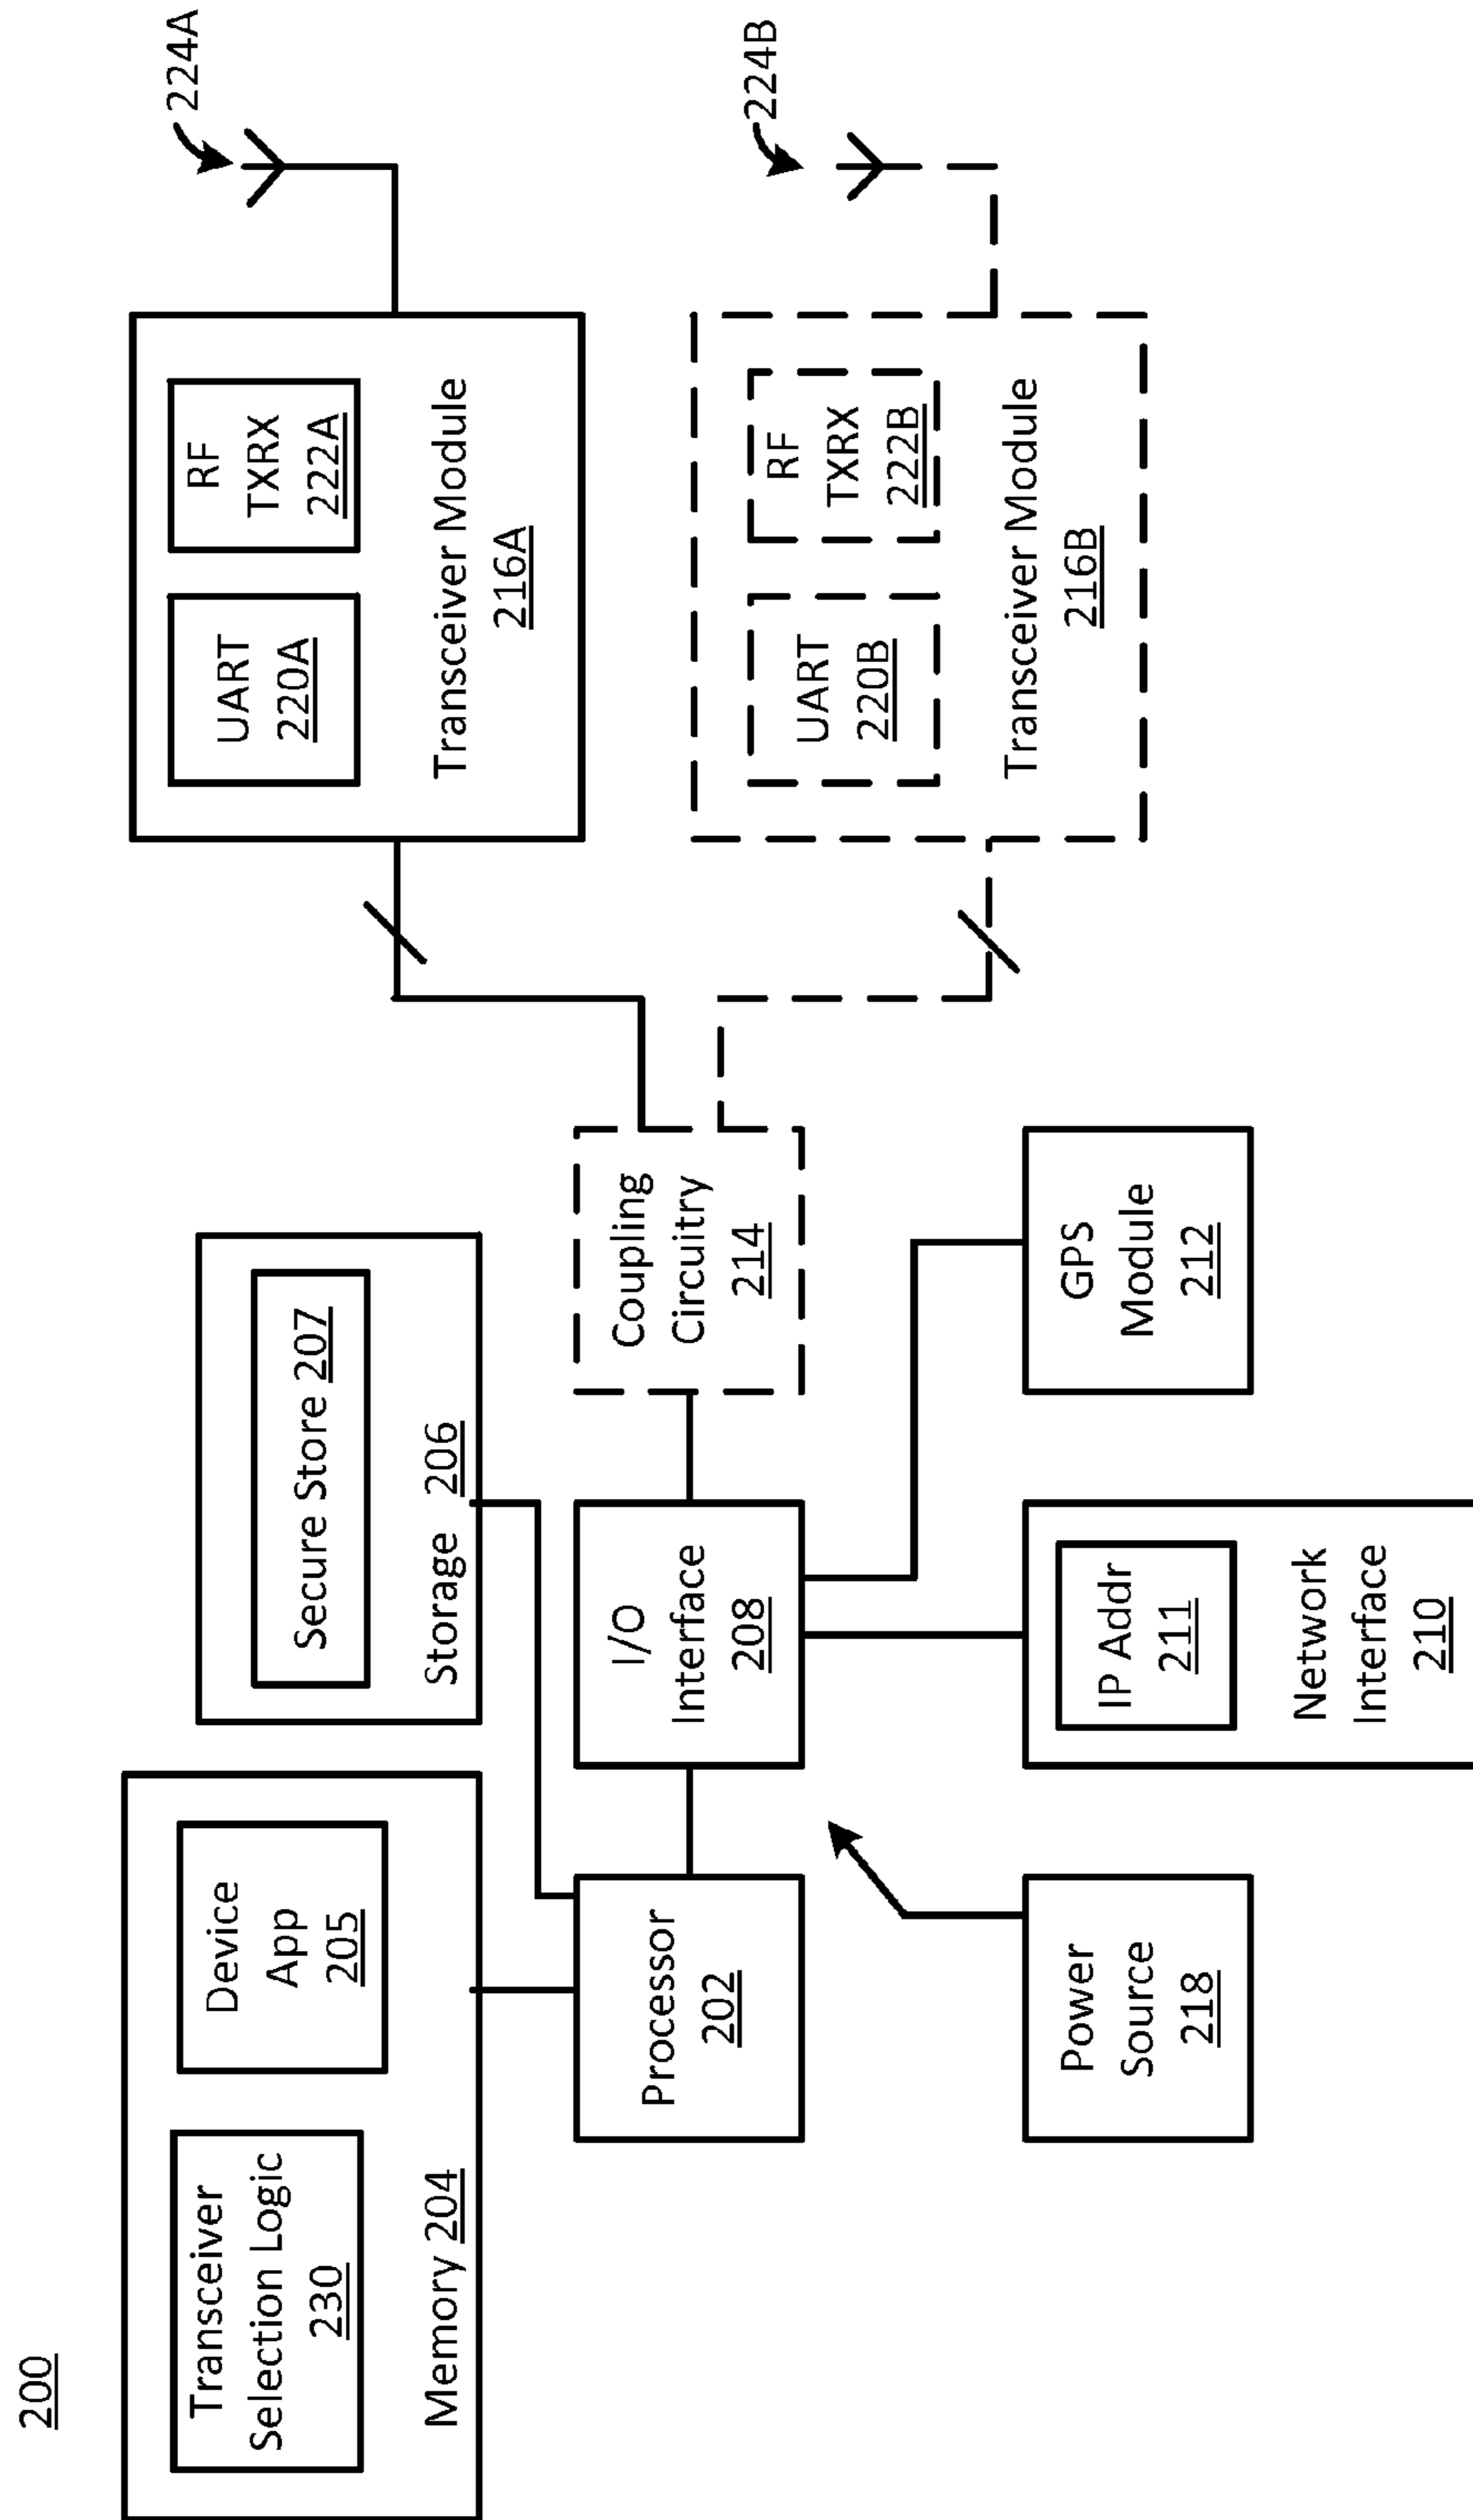 200
Transceiver
Selection Logic
230
Device
App
205
Memory 204
Secure Store 207
Storage 206
Processor
202
I/O
Interface
208
Coupling
Circuitry
214
Power
Source
218
IP Addr
211
Network
Interface
210
GPS
Module
212
UART
220A
RF
TXRX
222A
Transceiver Module
216A
224A
UART
220B
RF
TXRX
222B
Transceiver Module
216B
224B